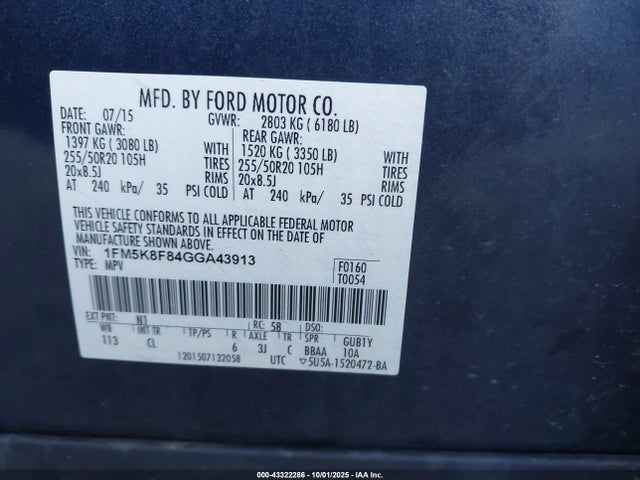 MFD. BY FORD MOTOR CO.
DATE: 07/15 GVWR: 2803 KG ( 6180 LB)
FRONT GAWR: REAR GAWR:
1397 KG ( 3080 LB) WITH 1520 KG ( 3350 LB) WITH
255/50R20 105H TIRES 255/50R20 105H TIRES
20x8.5J RIMS 20x8.5J RIMS
AT 240 kPa/ 35 PSI COLD AT 240 kPa/ 35 PSI COLD
THIS VEHICLE CONFORMS TO ALL APPLICABLE FEDERAL MOTOR
VEHICLE SAFETY STANDARDS IN EFFECT ON THE DATE OF
MANUFACTURE SHOWN ABOVE.
VIN: 1FM5K8F84GGA43913 F0160
TYPE: MPV T0054
EXT PNT: N1 RC: 58 DSO:
WB INT TR TP/PS R AXLE TR SPR GUB1Y
113 CL 6 3J C BBAA 10A
1201507132058 UTC ▽5U5A-1520472-BA
000-43322286 - 10/01/2025 - IAA Inc.